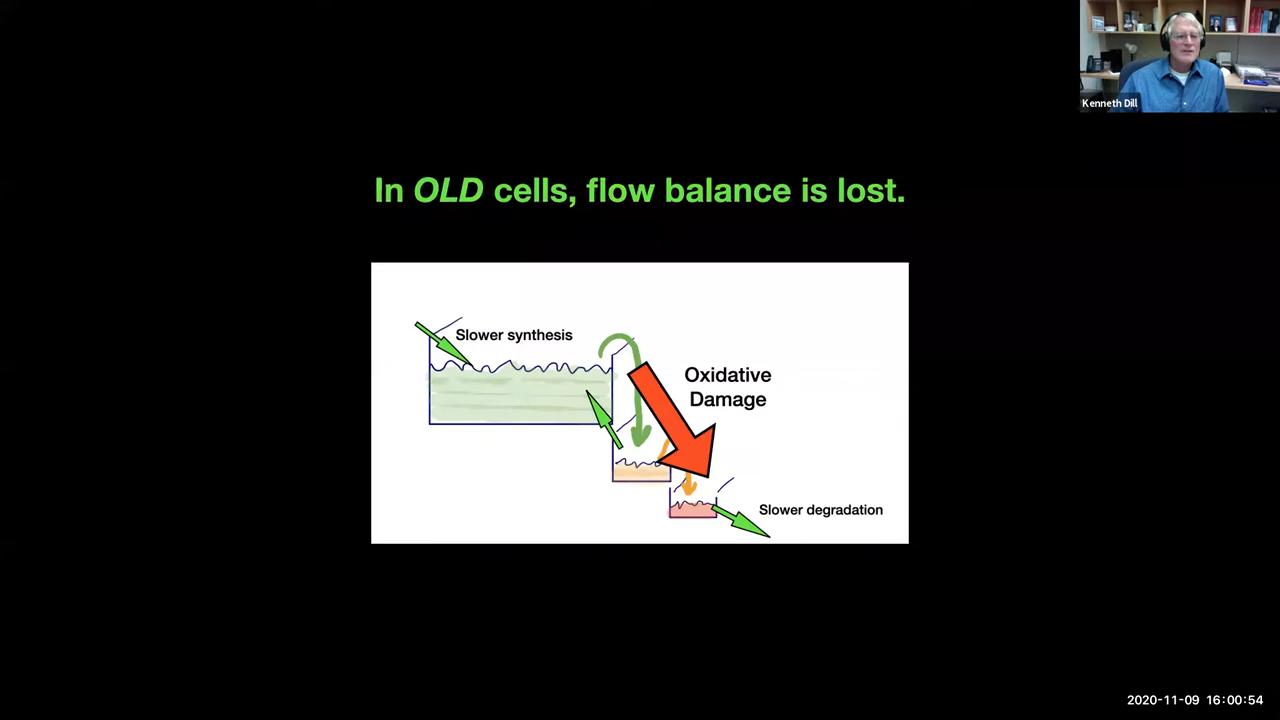 Kenneth Dill
In OLD cells, flow balance is lost.
Slower synthesis
Oxidative
Damage
Slower degradation
2020-11-09 16:00:54